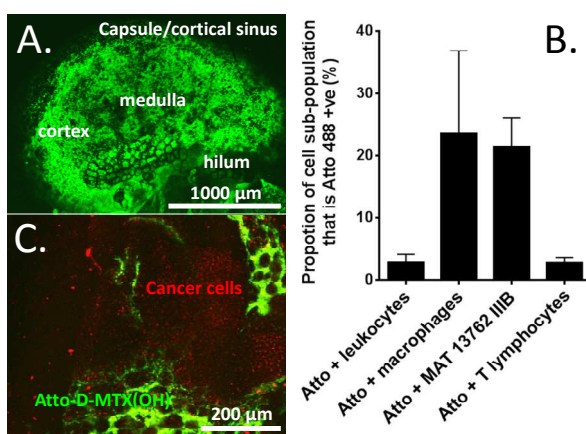 A.
Capsule/cortical sinus
medulla
cortex
hilum
1000 µm
C.
Cancer cells
Atto-D-MTX(OH)
200 µm
B.
Propotion of cell sub-population
that is Atto 488 +ve (%)
40
30
20
10
0
Atto + leukocytes
Atto + macrophages
Atto + MAT 13762 IIIB
Atto + T lymphocytes